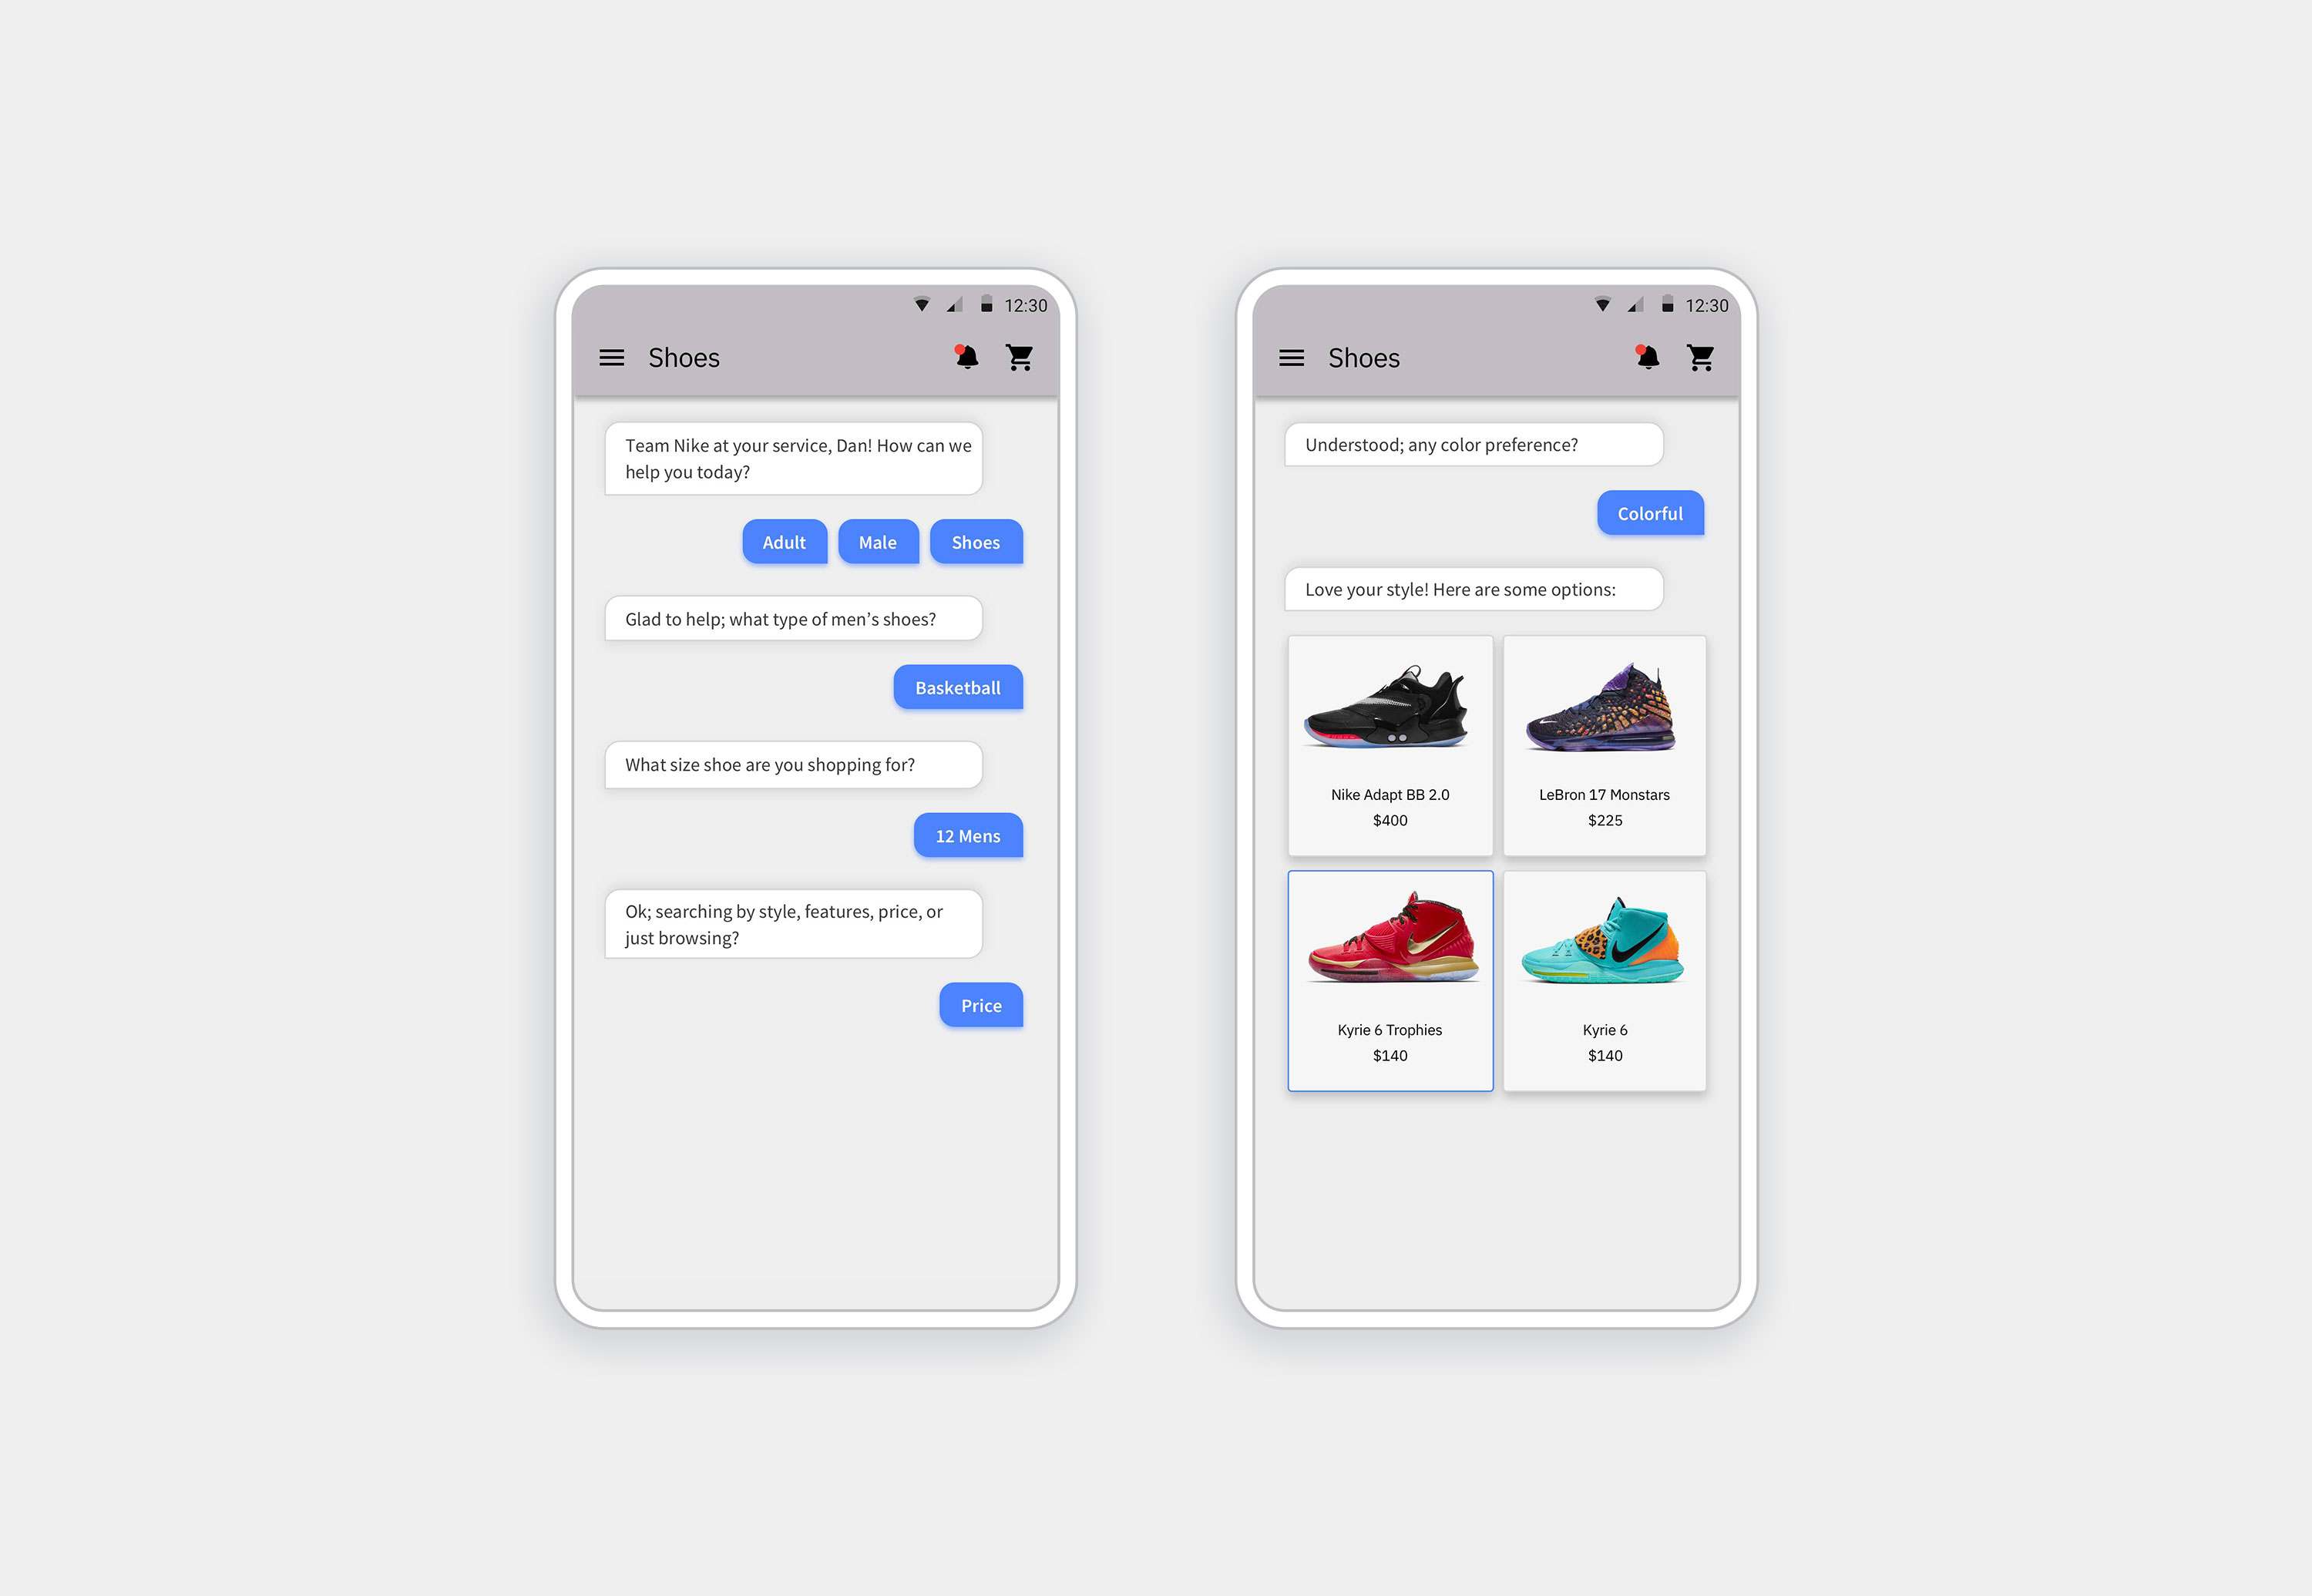 12:30
Shoes
Team Nike at your service, Dan! How can we
help you today?
Adult Male Shoes
Glad to help; what type of men’s shoes?
Basketball
What size shoe are you shopping for?
12 Mens
Ok; searching by style, features, price, or
just browsing?
Price
12:30
Shoes
Understood; any color preference?
Colorful
Love your style! Here are some options:
Nike Adapt BB 2.0
$400
LeBron 17 Monstars
$225
Kyrie 6 Trophies
$140
Kyrie 6
$140